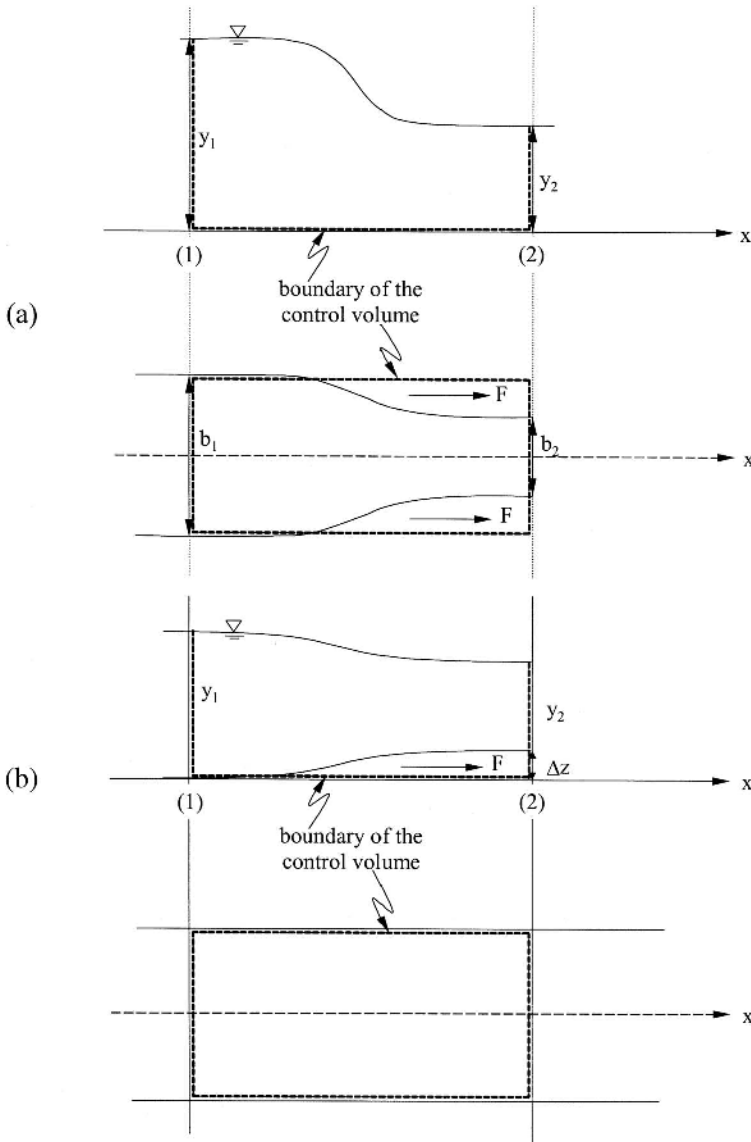 y1
y2
x
(1)
(2)
boundary of the
control volume
(a)
F
b1
b2
x
F
y1
y2
F
Δz
(b)
x
(1)
(2)
boundary of the
control volume
x